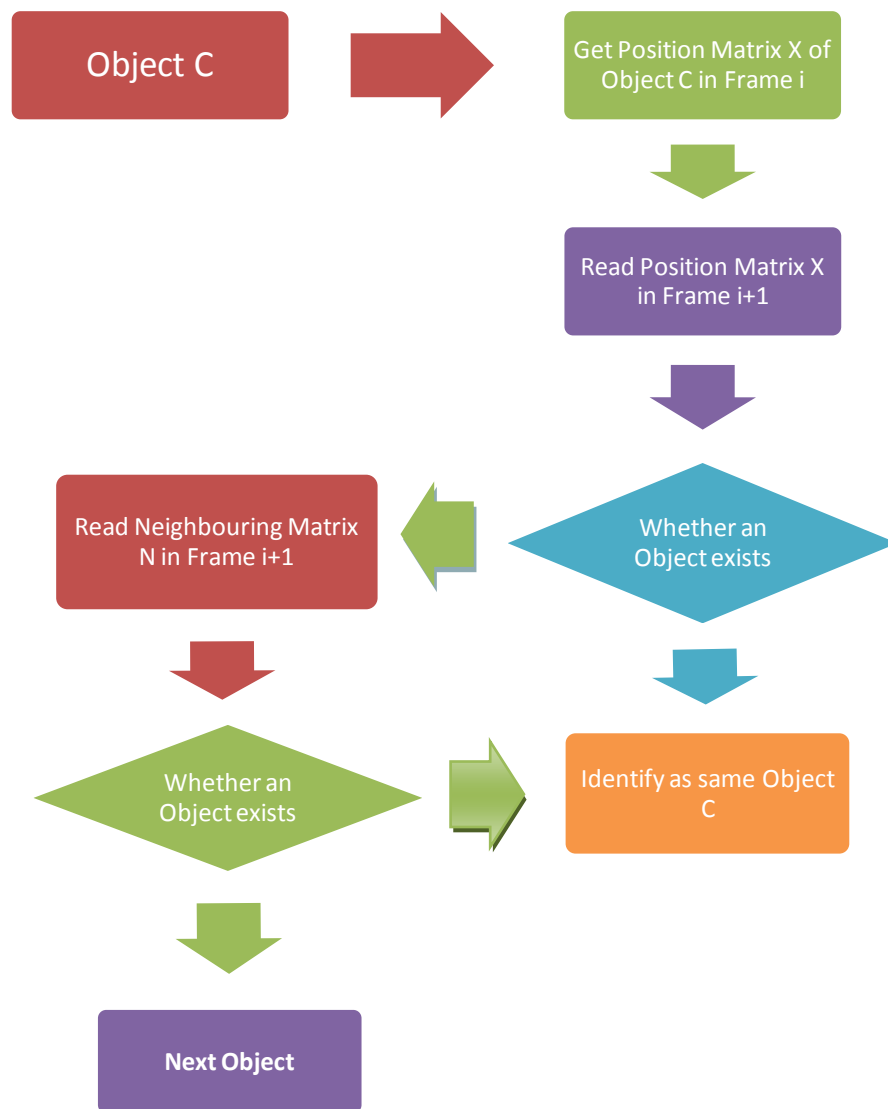 Object C
Get Position Matrix X of
Object C in Frame i
Read Position Matrix X
in Frame i+1
Whether an
Object exists
Read Neighbouring Matrix
N in Frame i+1
Whether an
Object exists
Identify as same Object
C
Next Object